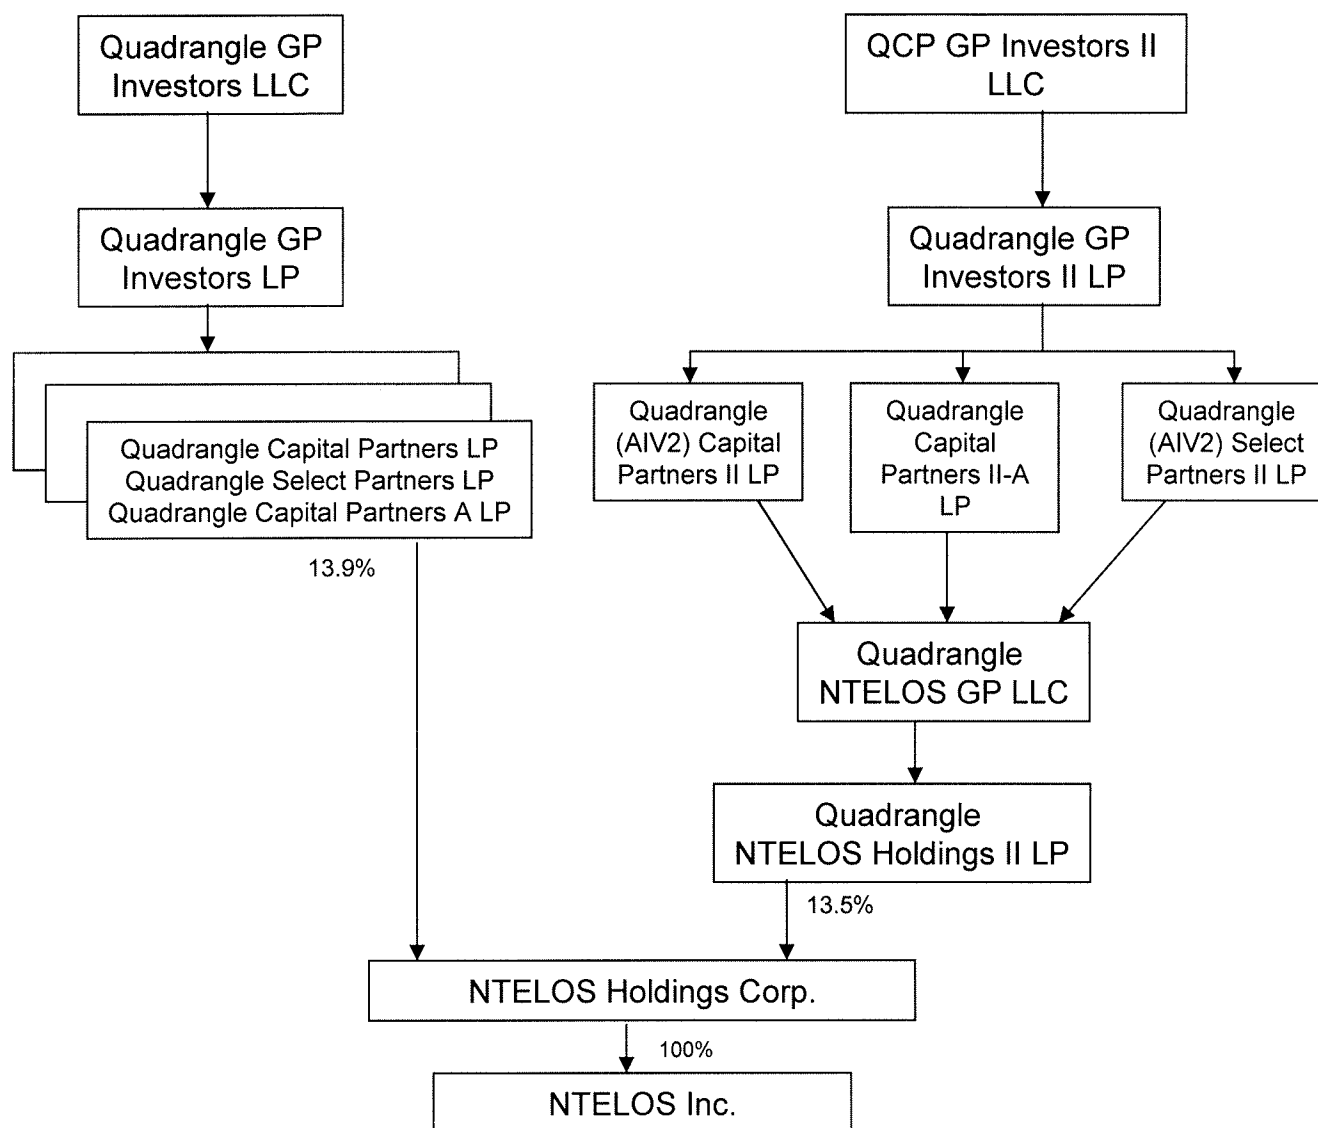 Quadrangle GP
Investors LLC
QCP GP Investors II
LLC
Quadrangle GP
Investors LP
Quadrangle GP
Investors II LP
Quadrangle Capital Partners LP
Quadrangle Select Partners LP
Quadrangle Capital Partners A LP
Quadrangle
(AIV2) Capital
Partners II LP
Quadrangle
Capital
Partners II-A
LP
Quadrangle
(AIV2) Select
Partners II LP
13.9%
Quadrangle
NTELOS GP LLC
Quadrangle
NTELOS Holdings II LP
13.5%
NTELOS Holdings Corp.
100%
NTELOS Inc.